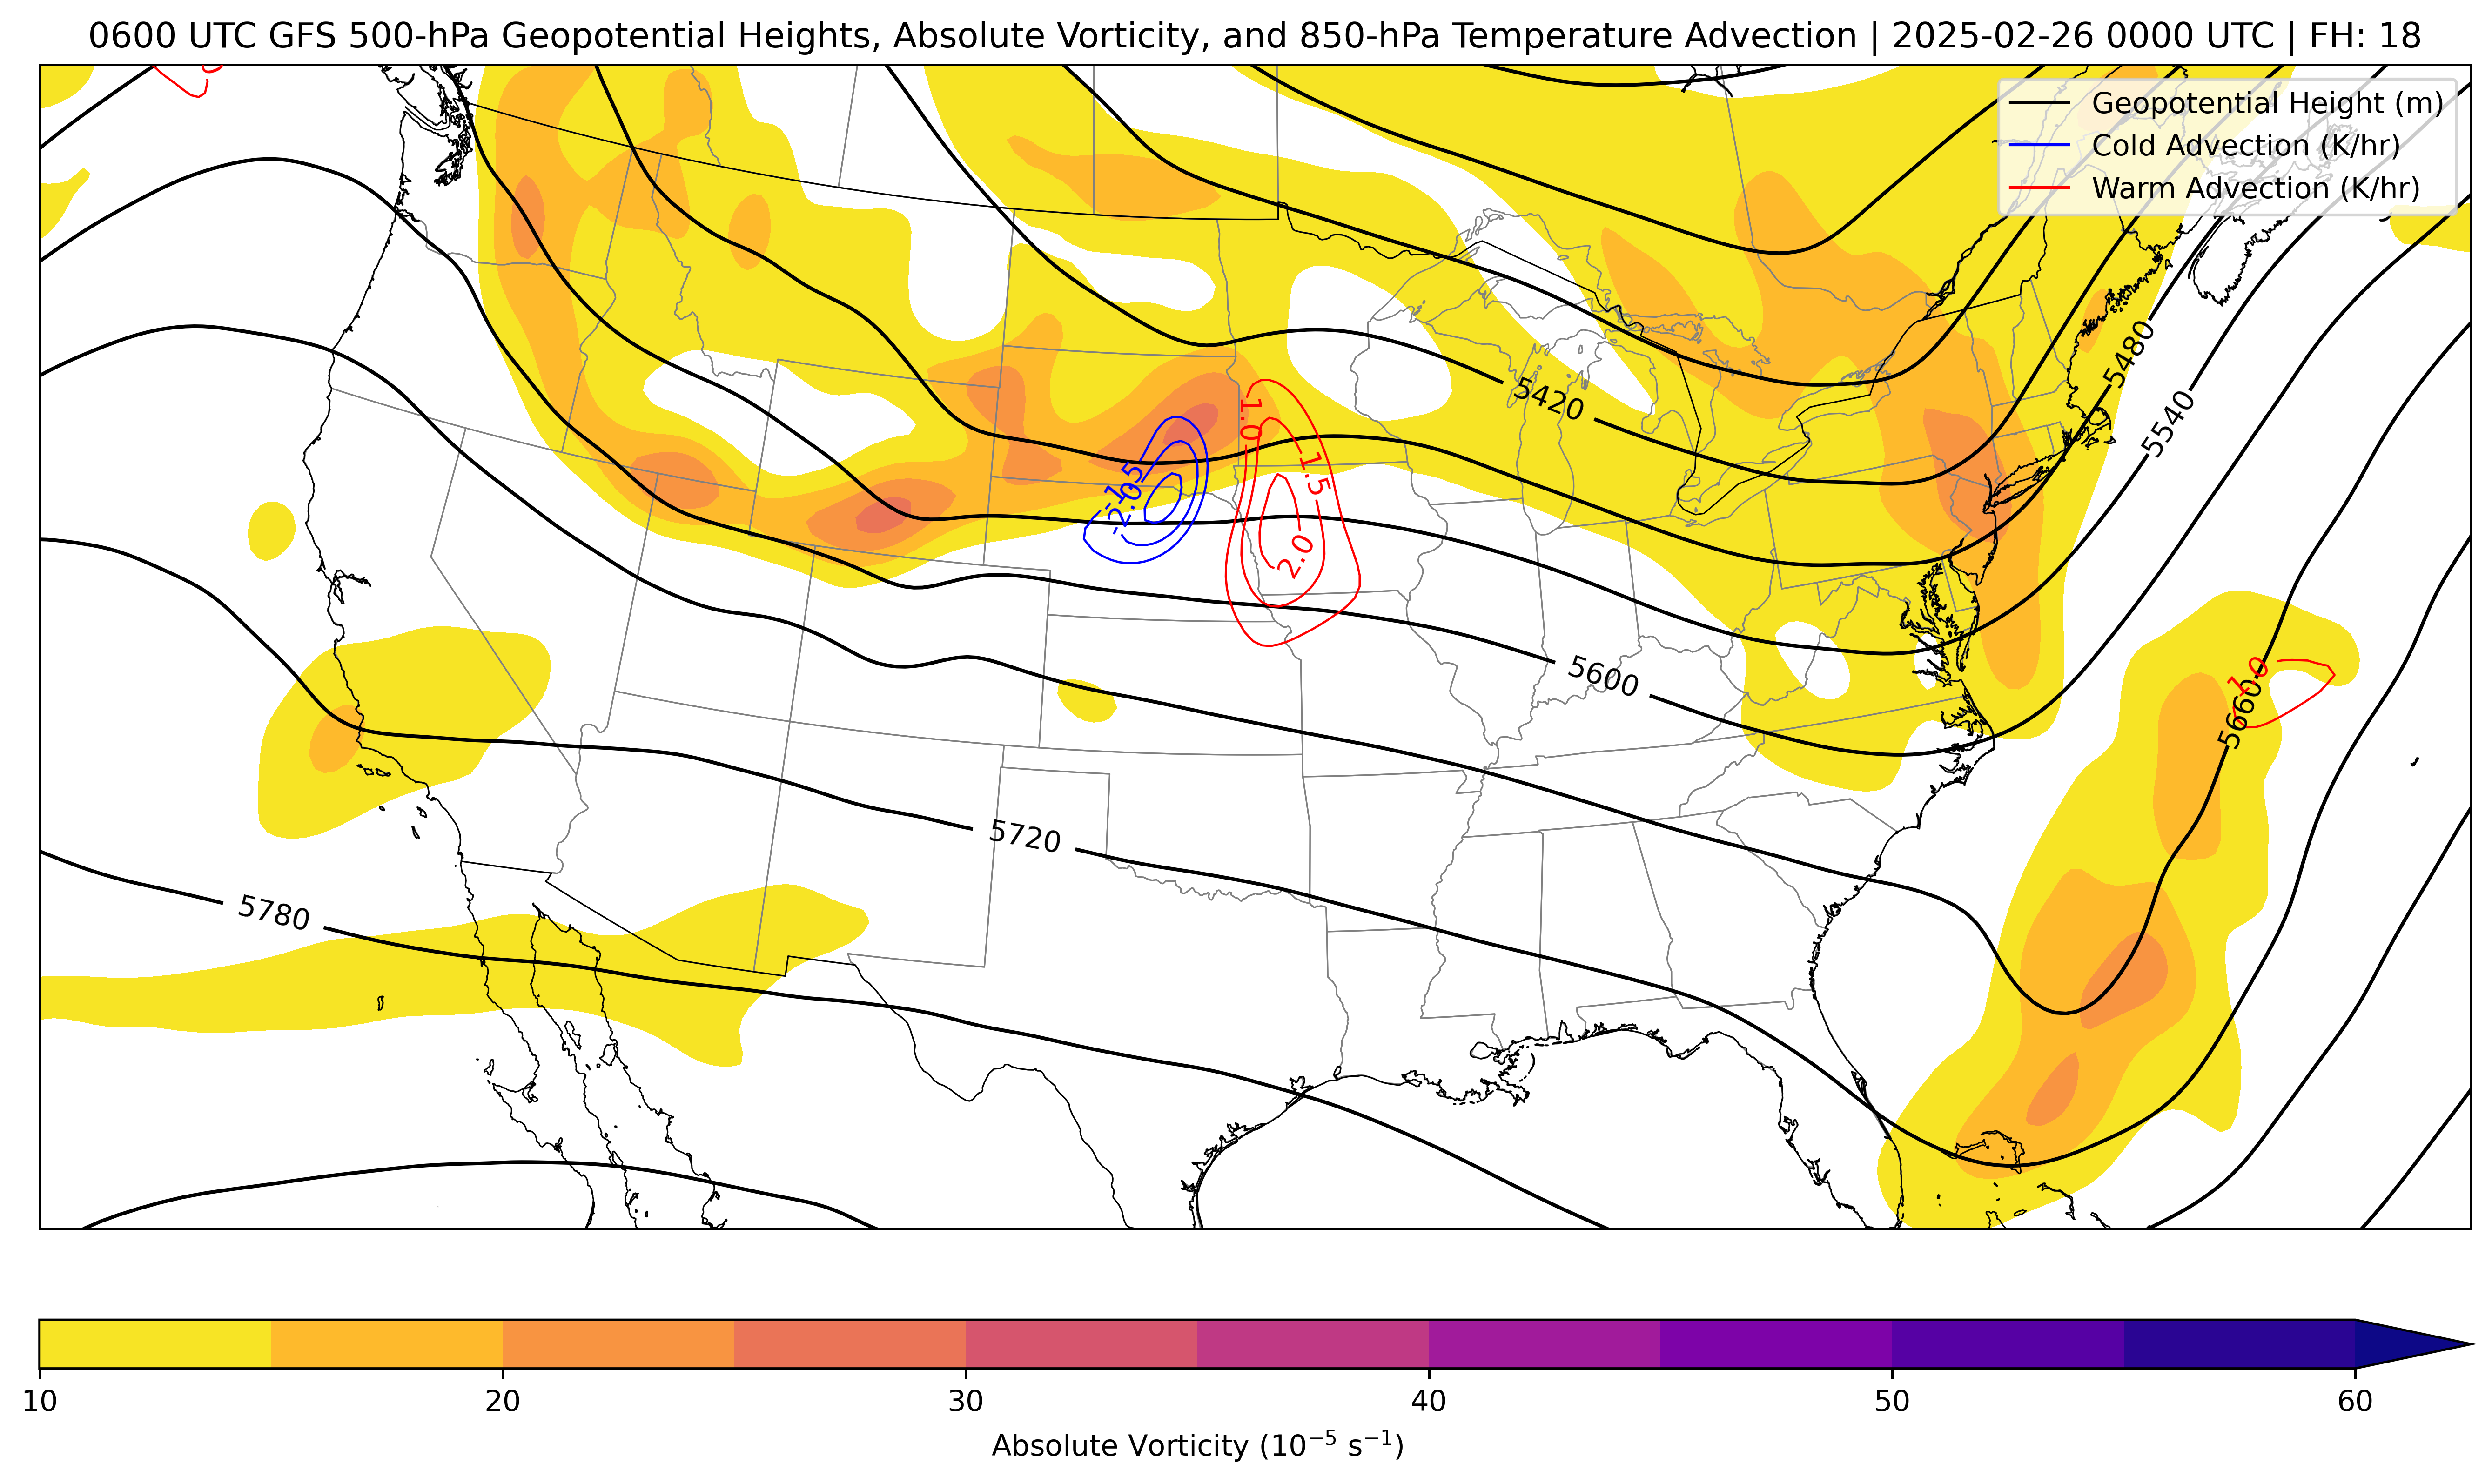 0600 UTC GFS 500-hPa Geopotential Heights, Absolute Vorticity, and 850-hPa Temperature Advection | 2025-02-26 0000 UTC | FH: 18
Geopotential Height (m)
Cold Advection (K/hr)
Warm Advection (K/hr)
5480
5420
5540
1.0
1.5
-1.5
-2.0
2.0
5600
1.0
5660
5720
5780
10 20 30 40 50 60
Absolute Vorticity (10⁻⁵ s⁻¹)